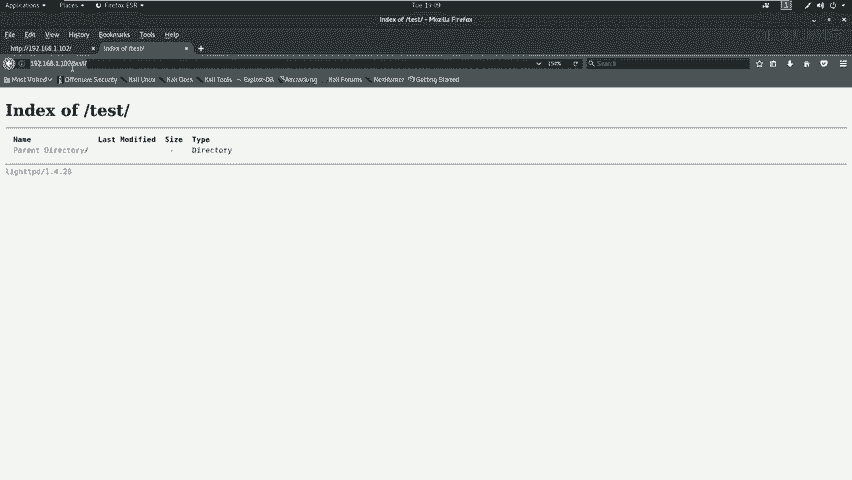 Applications Places Firefox ESR Tue 19:09 1
Index of /test/ - Mozilla Firefox
File Edit View History Bookmarks Tools Help
http://192.168.1.102/ × Index of /test/ × +
192.168.1.102/test/ 150% Search
Most Visited Offensive Security Kali Linux Kali Docs Kali Tools Exploit-DB Aircrack-ng Kali Forums NetHunter Getting Started
Index of /test/
Name Last Modified Size Type
Parent Directory/ - Directory
lighttpd/1.4.28